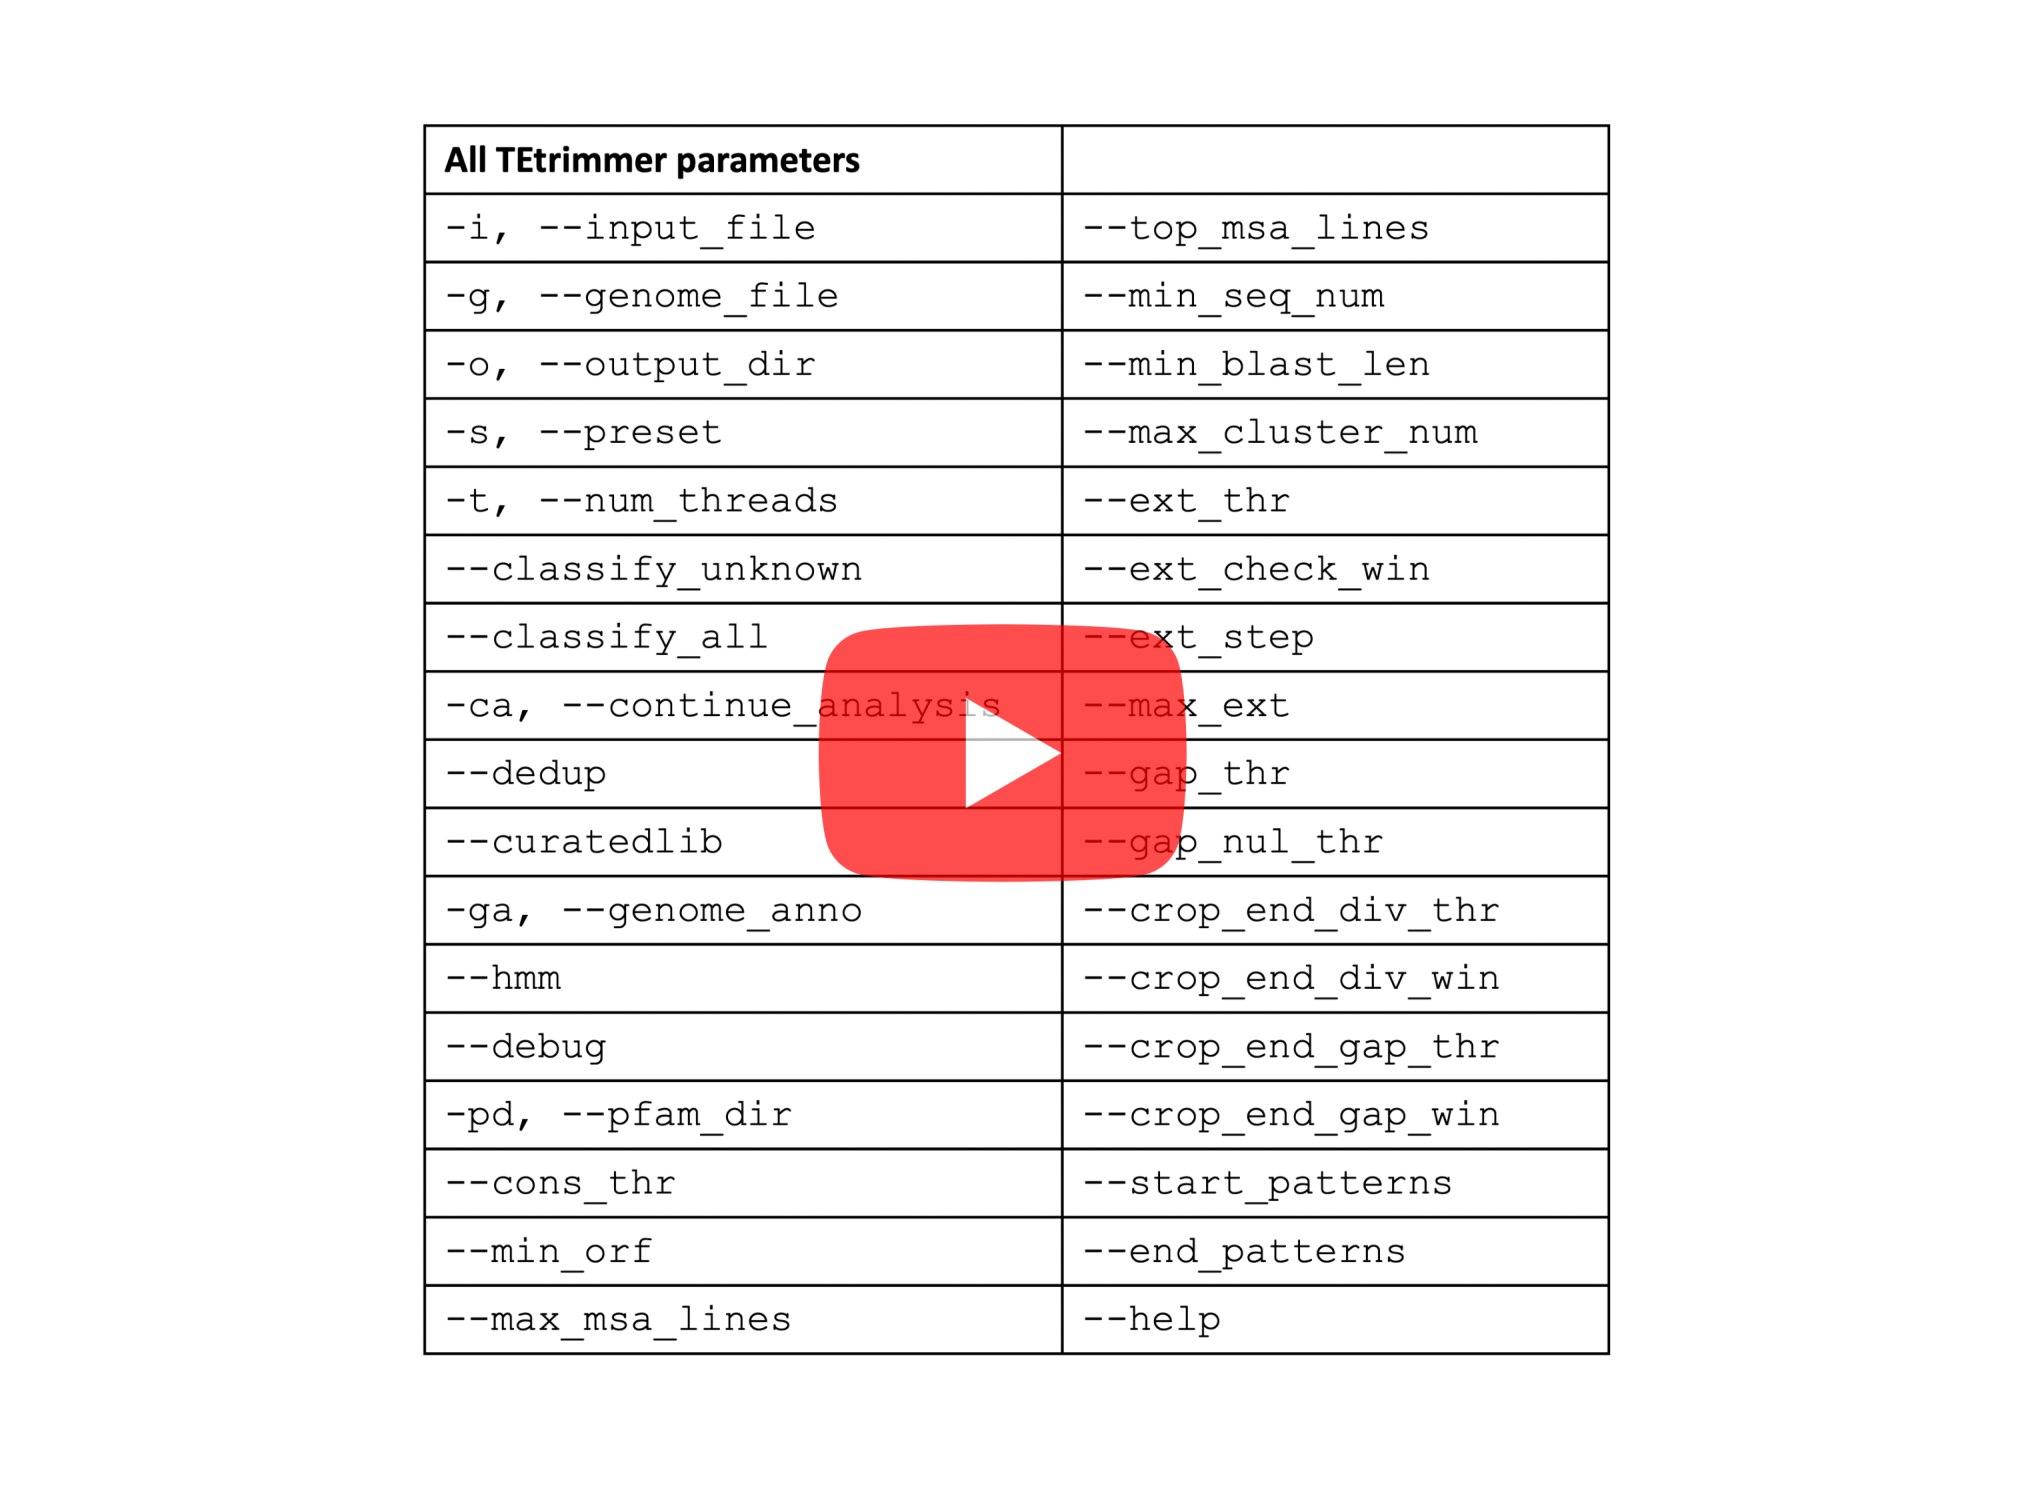 All TEtrimmer parameters
-i, --input_file --top_msa_lines
-g, --genome_file --min_seq_num
-o, --output_dir --min_blast_len
-s, --preset --max_cluster_num
-t, --num_threads --ext_thr
--classify_unknown --ext_check_win
--classify_all --ext_step
-ca, --continue_analysis --max_ext
--dedup --gap_thr
--curatedlib --gap_nul_thr
-ga, --genome_anno --crop_end_div_thr
--hmm --crop_end_div_win
--debug --crop_end_gap_thr
-pd, --pfam_dir --crop_end_gap_win
--cons_thr --start_patterns
--min_orf --end_patterns
--max_msa_lines --help